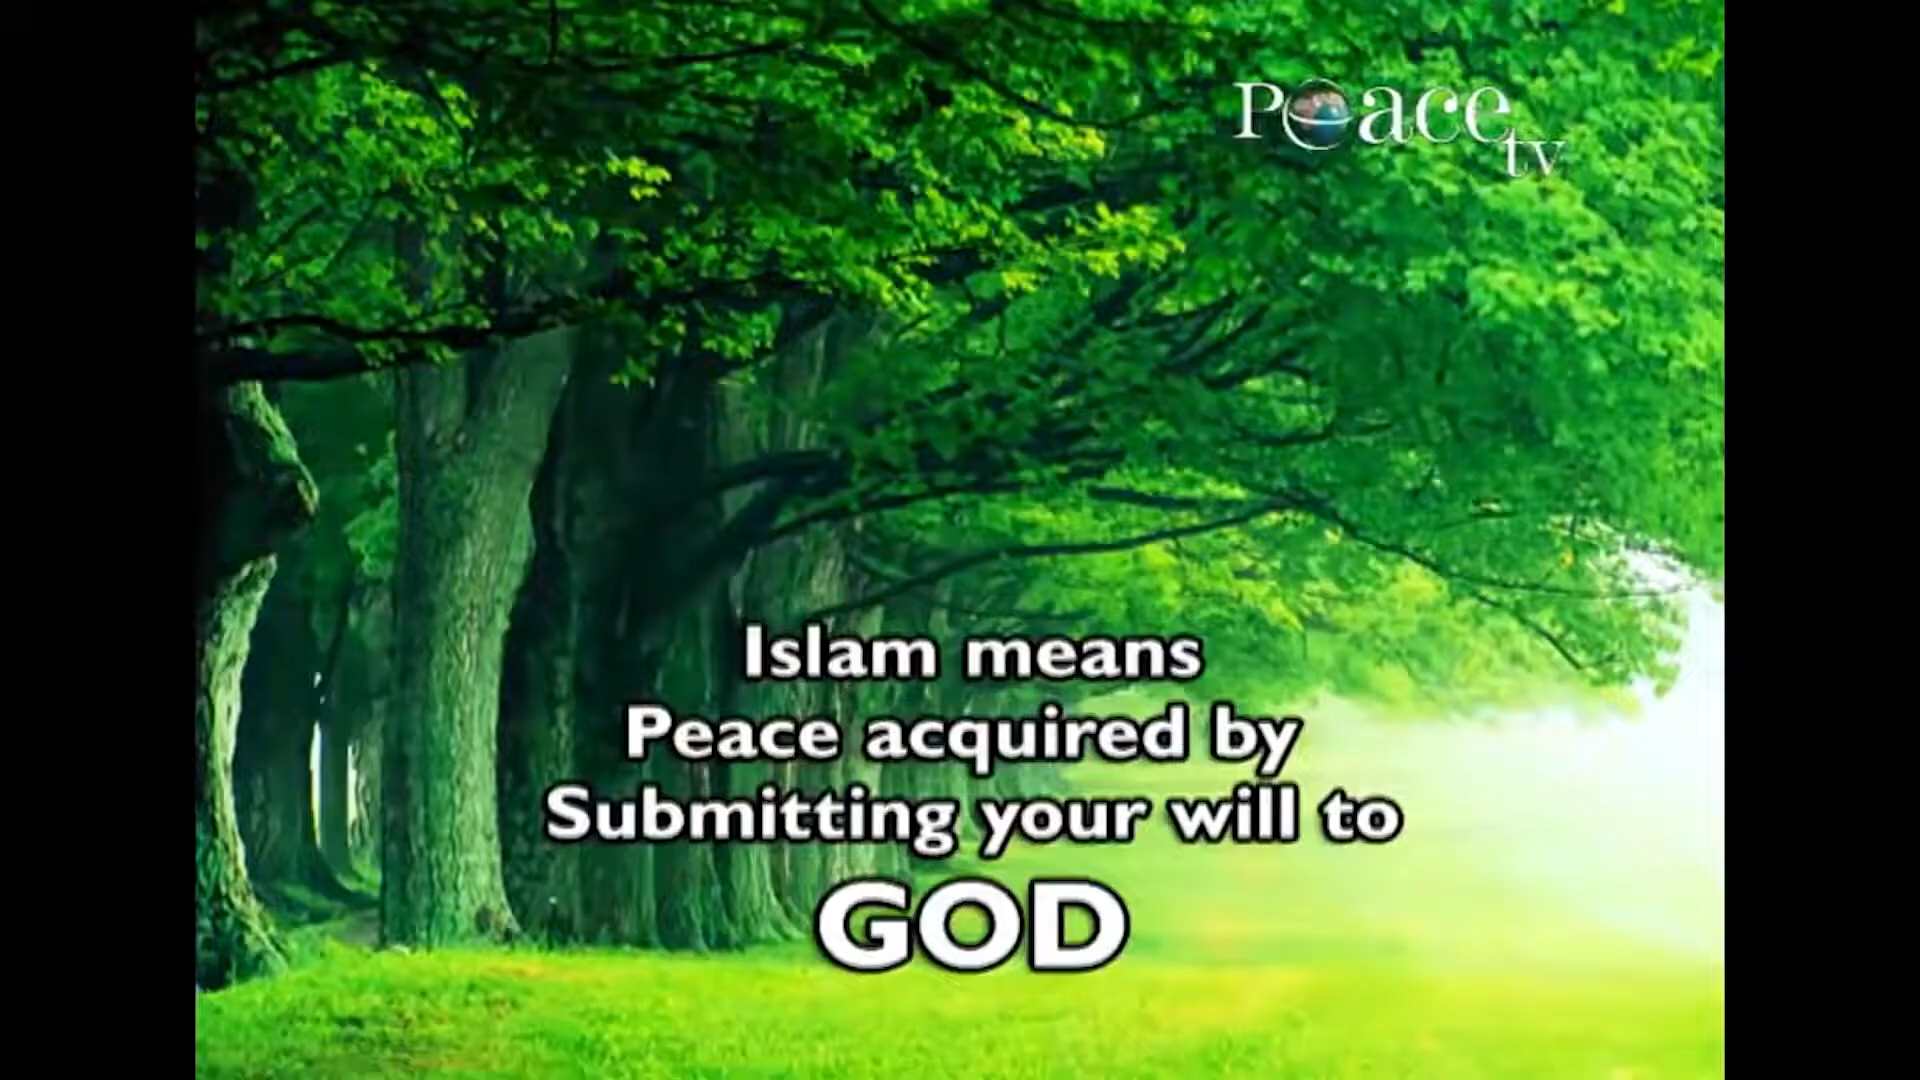 Peace tv
Islam means
Peace acquired by
Submitting your will to
GOD